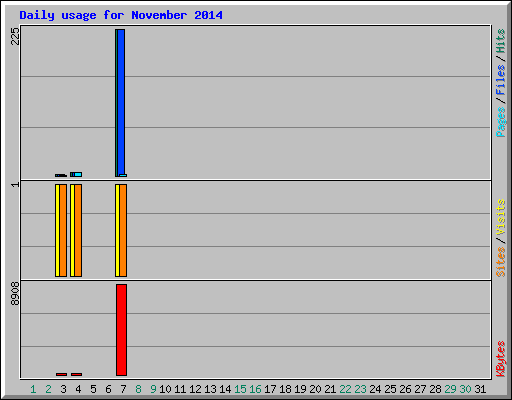 Daily usage for November 2014
225
Pages / Files / Hits
1
Sites / Visits
8908
KBytes
1 2 3 4 5 6 7 8 9 10 11 12 13 14 15 16 17 18 19 20 21 22 23 24 25 26 27 28 29 30 31